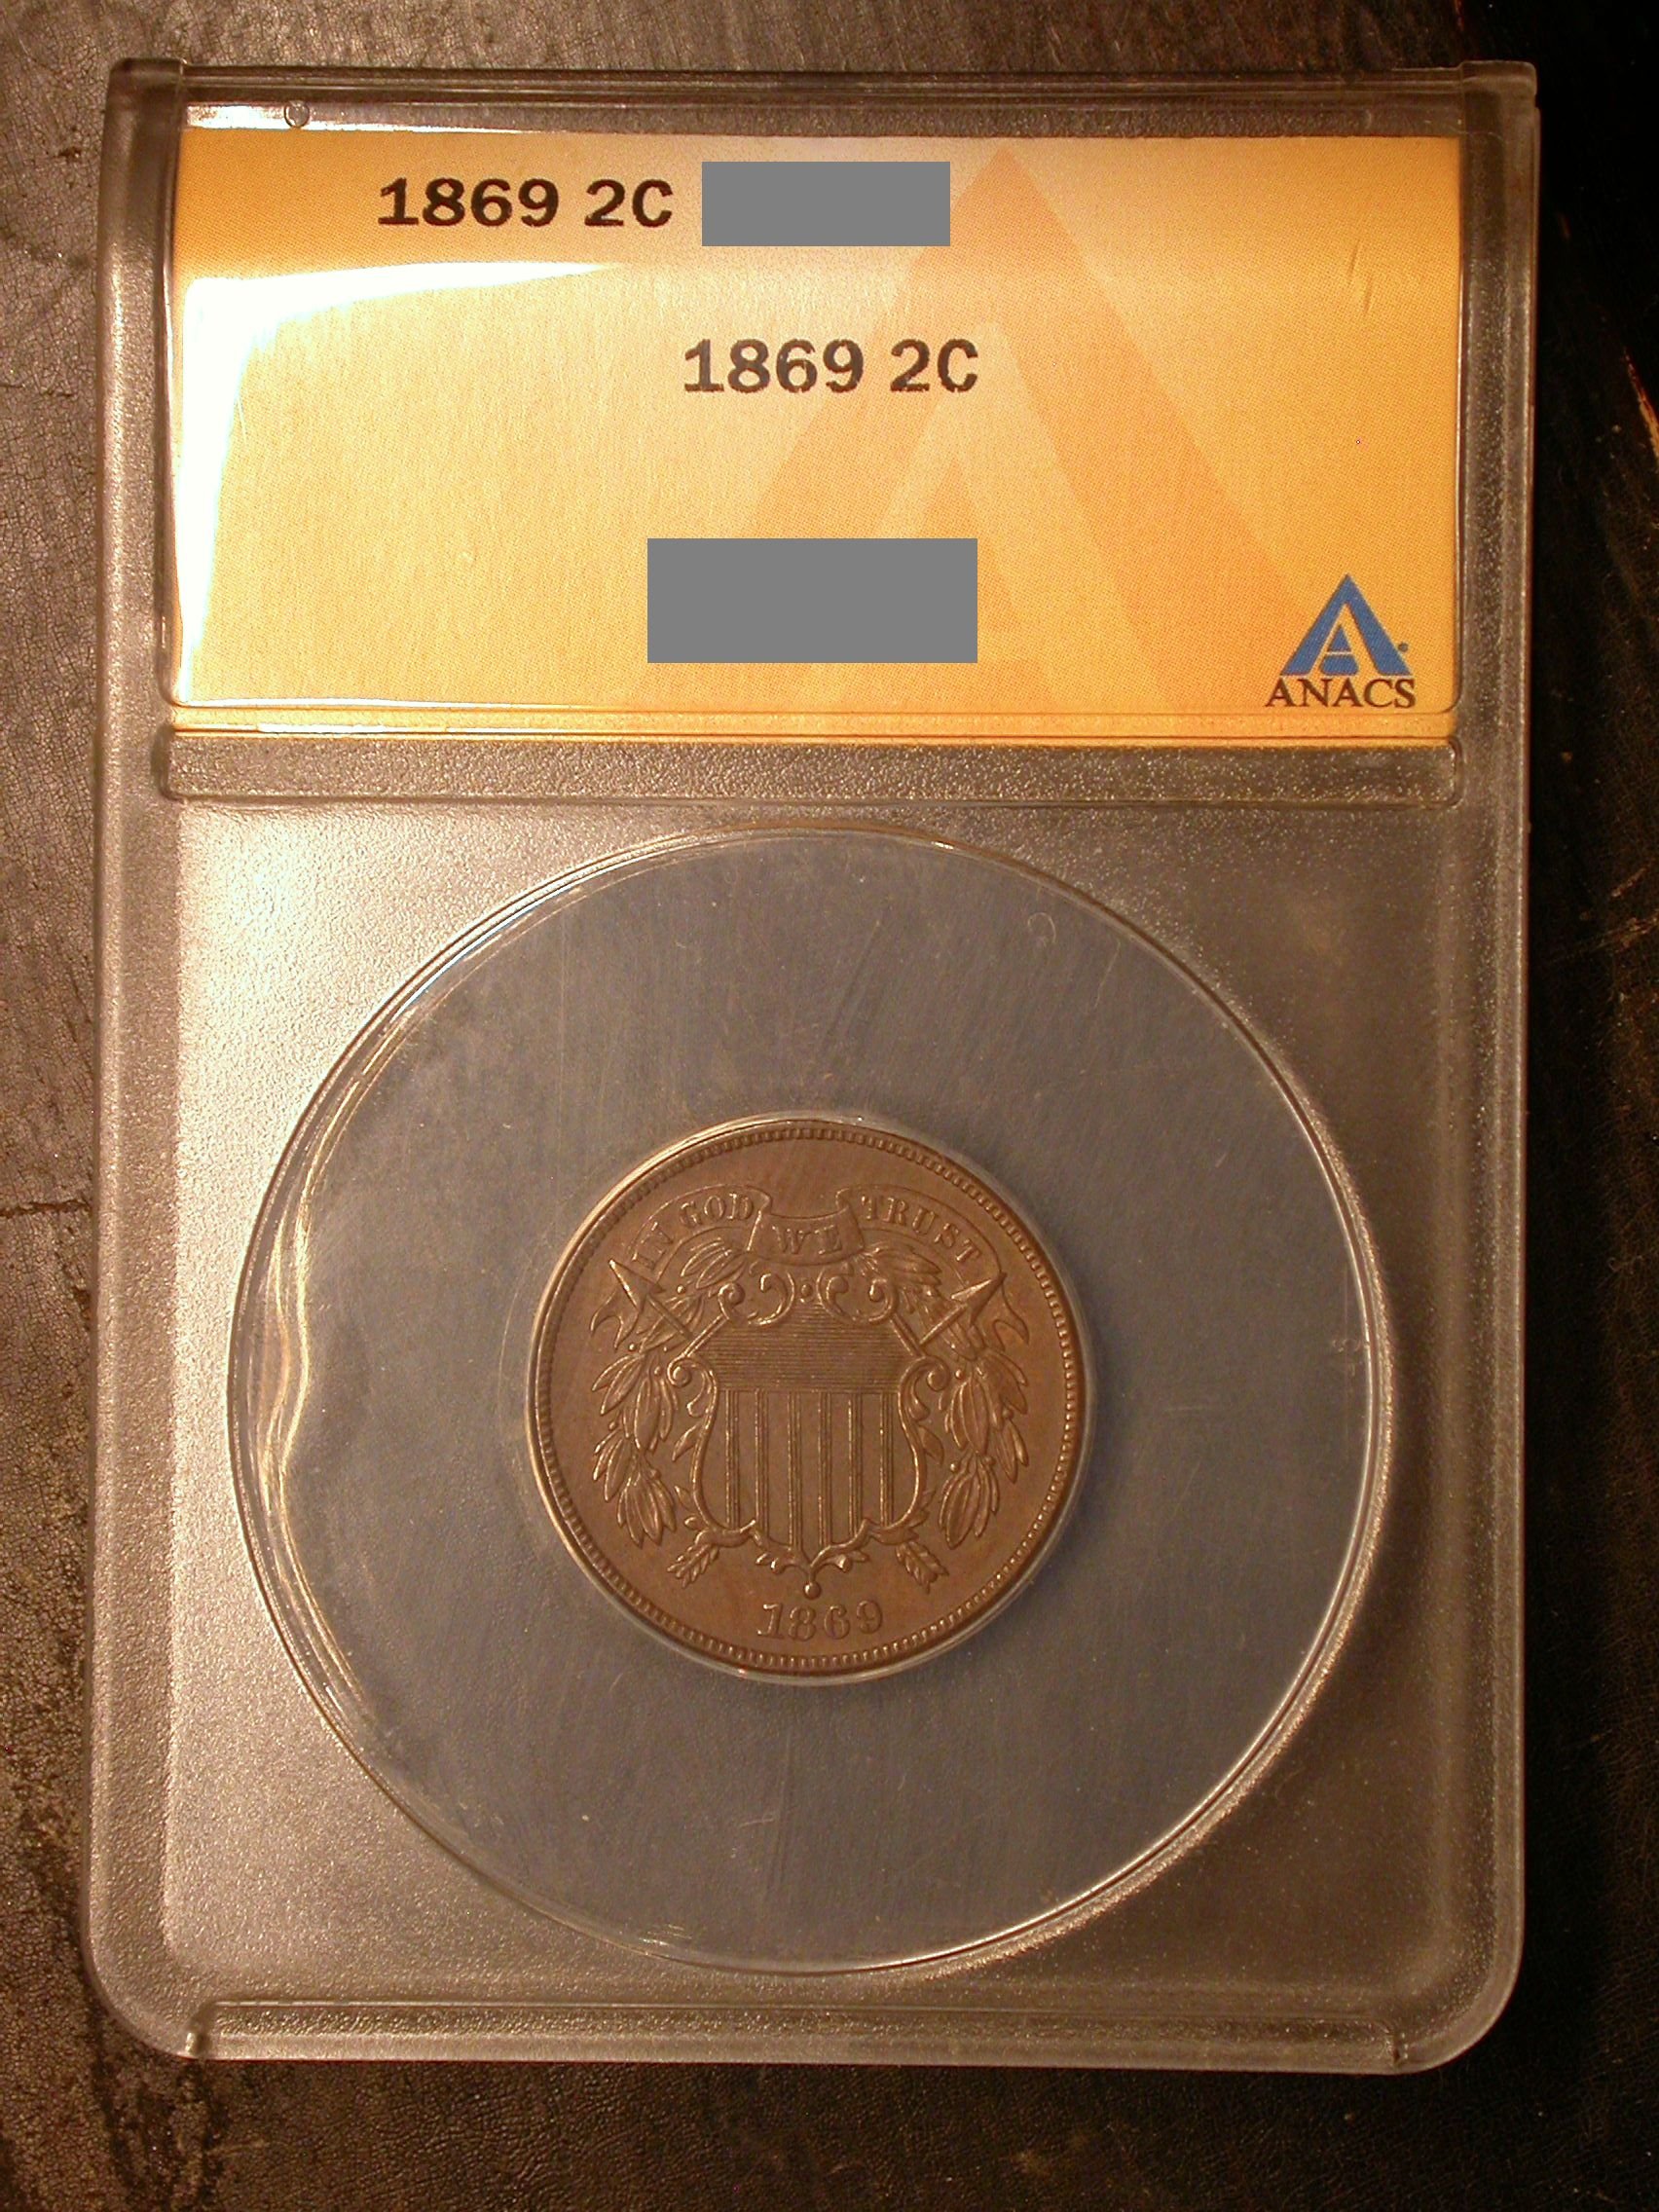 1869 2C
1869 2C
ANACS
IN GOD WE TRUST
1869